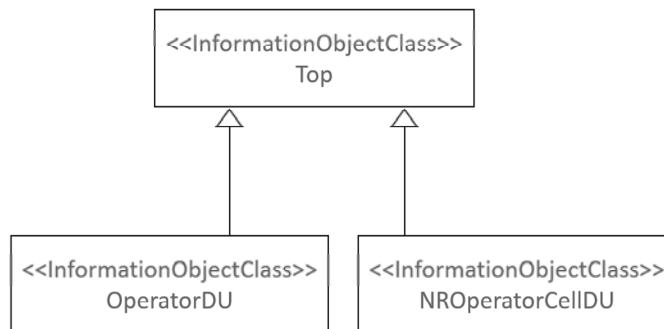 <<InformationObjectClass>>
Top
<<InformationObjectClass>>
OperatorDU
<<InformationObjectClass>>
NROperatorCellDU